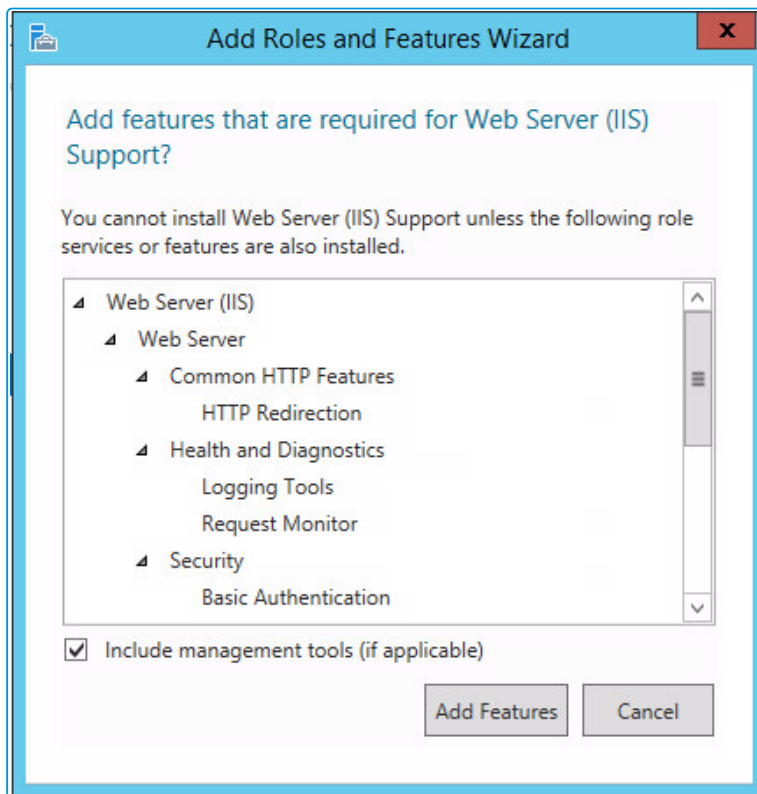 Add Roles and Features Wizard
x
Add features that are required for Web Server (IIS)
Support?
You cannot install Web Server (IIS) Support unless the following role
services or features are also installed.
Web Server (IIS)
Web Server
Common HTTP Features
HTTP Redirection
Health and Diagnostics
Logging Tools
Request Monitor
Security
Basic Authentication
Include management tools (if applicable)
Add Features
Cancel